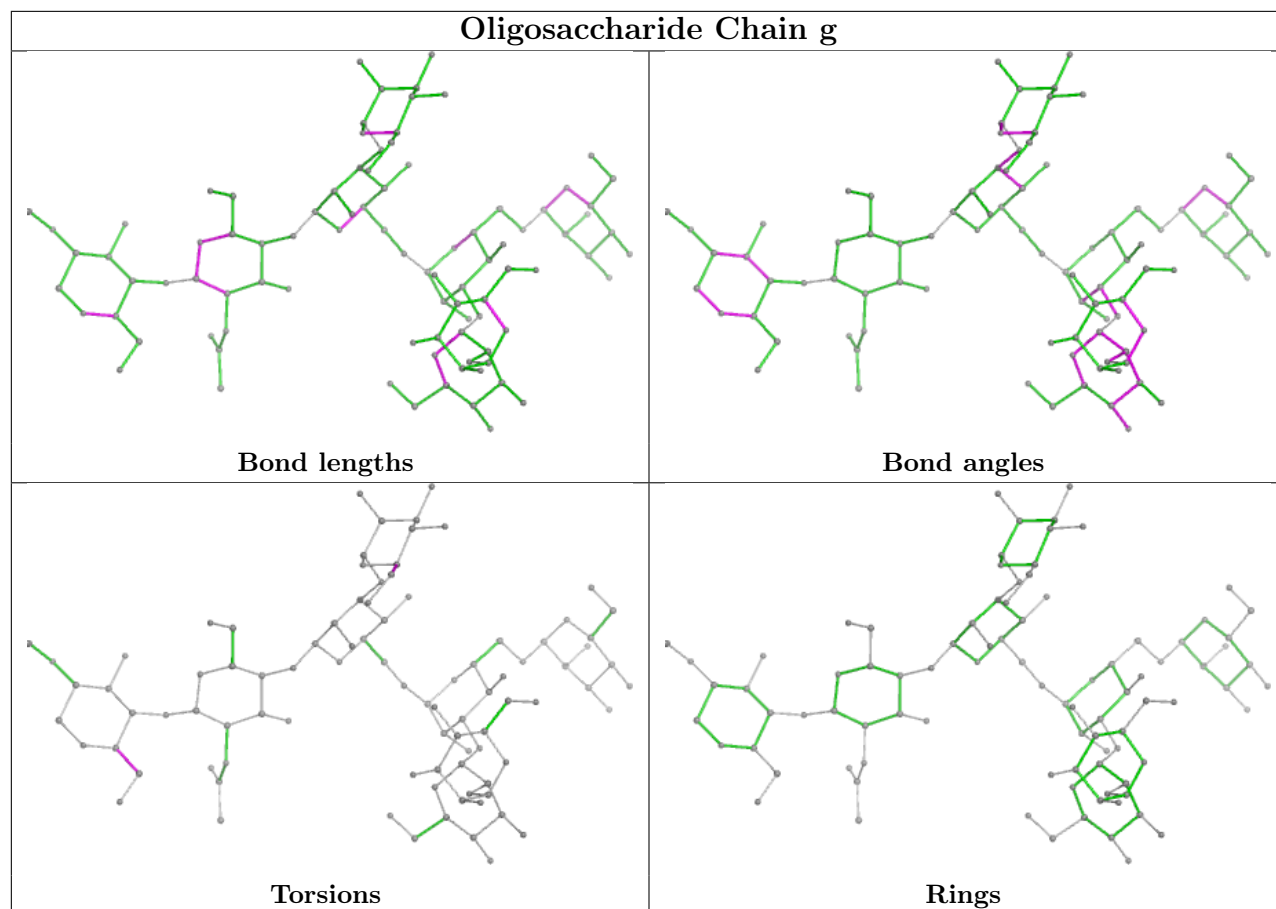 Oligosaccharide Chain g
Bond lengths
Bond angles
Torsions
Rings